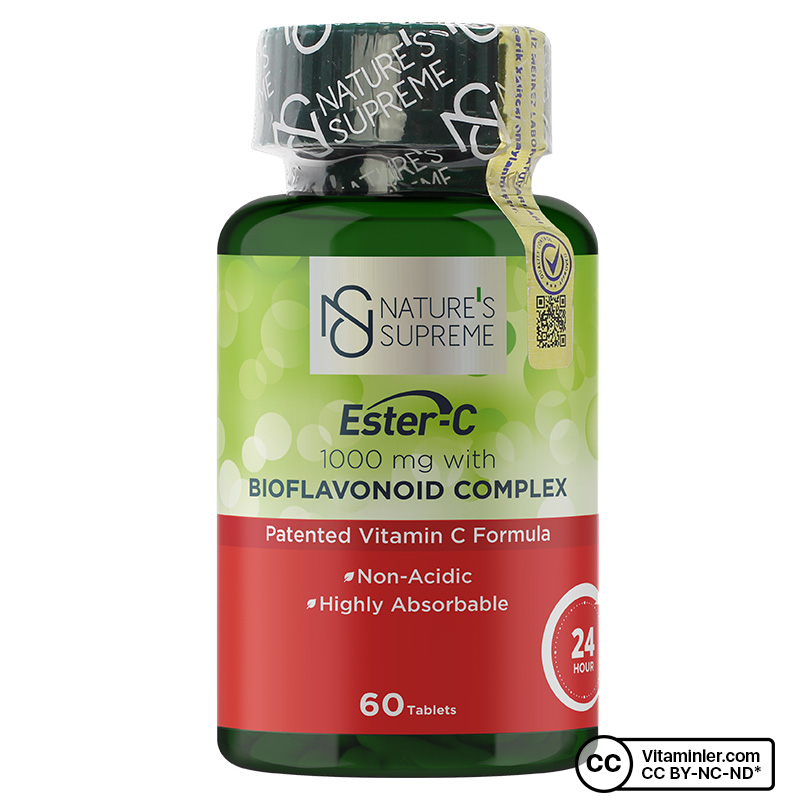 NATURE'S
SUPREME
NATURE'S
NATURE'S
SUPREME
Ester-C
1000 mg with
BIOFLAVONOID COMPLEX
Patented Vitamin C Formula
Non-Acidic
Highly Absorbable
24
HOUR
60 Tablets
CC
Vitaminler.com
CC BY-NC-ND*